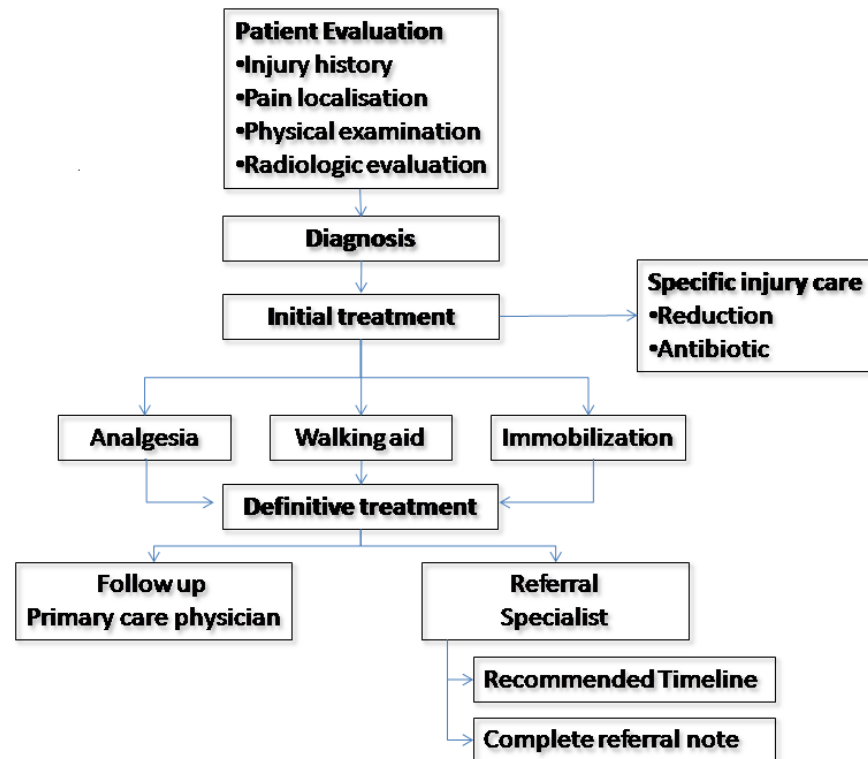 Patient Evaluation
•Injury history
•Pain localisation
•Physical examination
•Radiologic evaluation
Diagnosis
Initial treatment
Specific injury care
•Reduction
•Antibiotic
Analgesia
Walking aid
Immobilization
Definitive treatment
Follow up
Primary care physician
Referral
Specialist
Recommended Timeline
Complete referral note